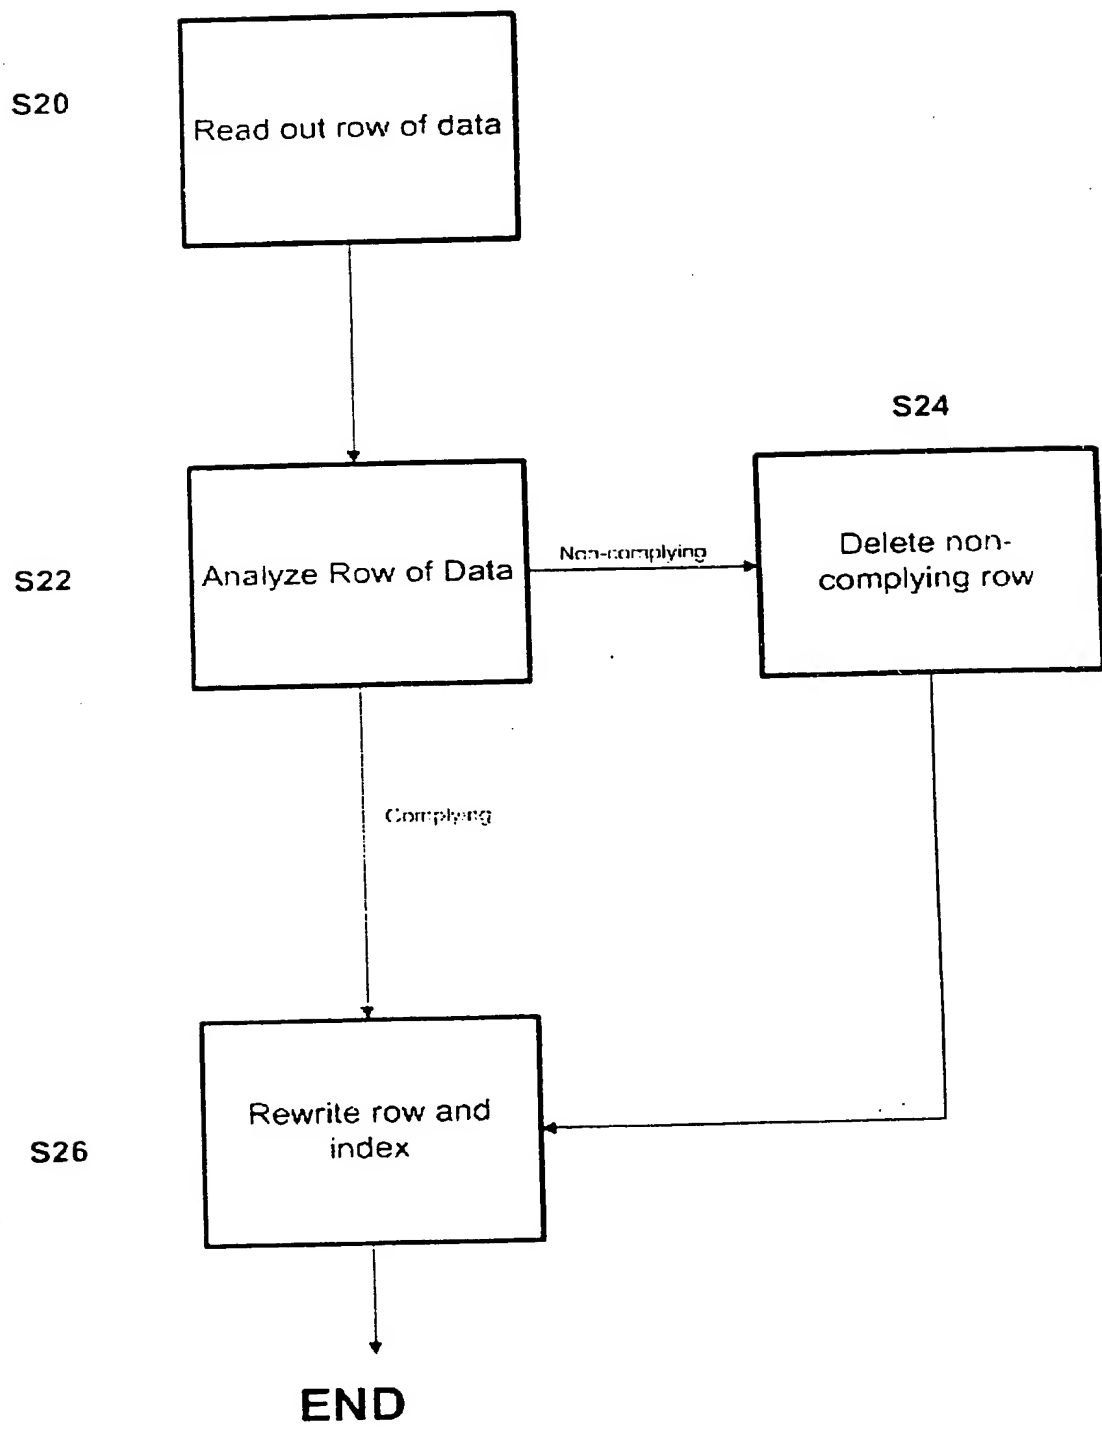 S20
Read out row of data
S24
S22
Analyze Row of Data
Non-complying
Delete non-
complying row
Complying
S26
Rewrite row and
index
END